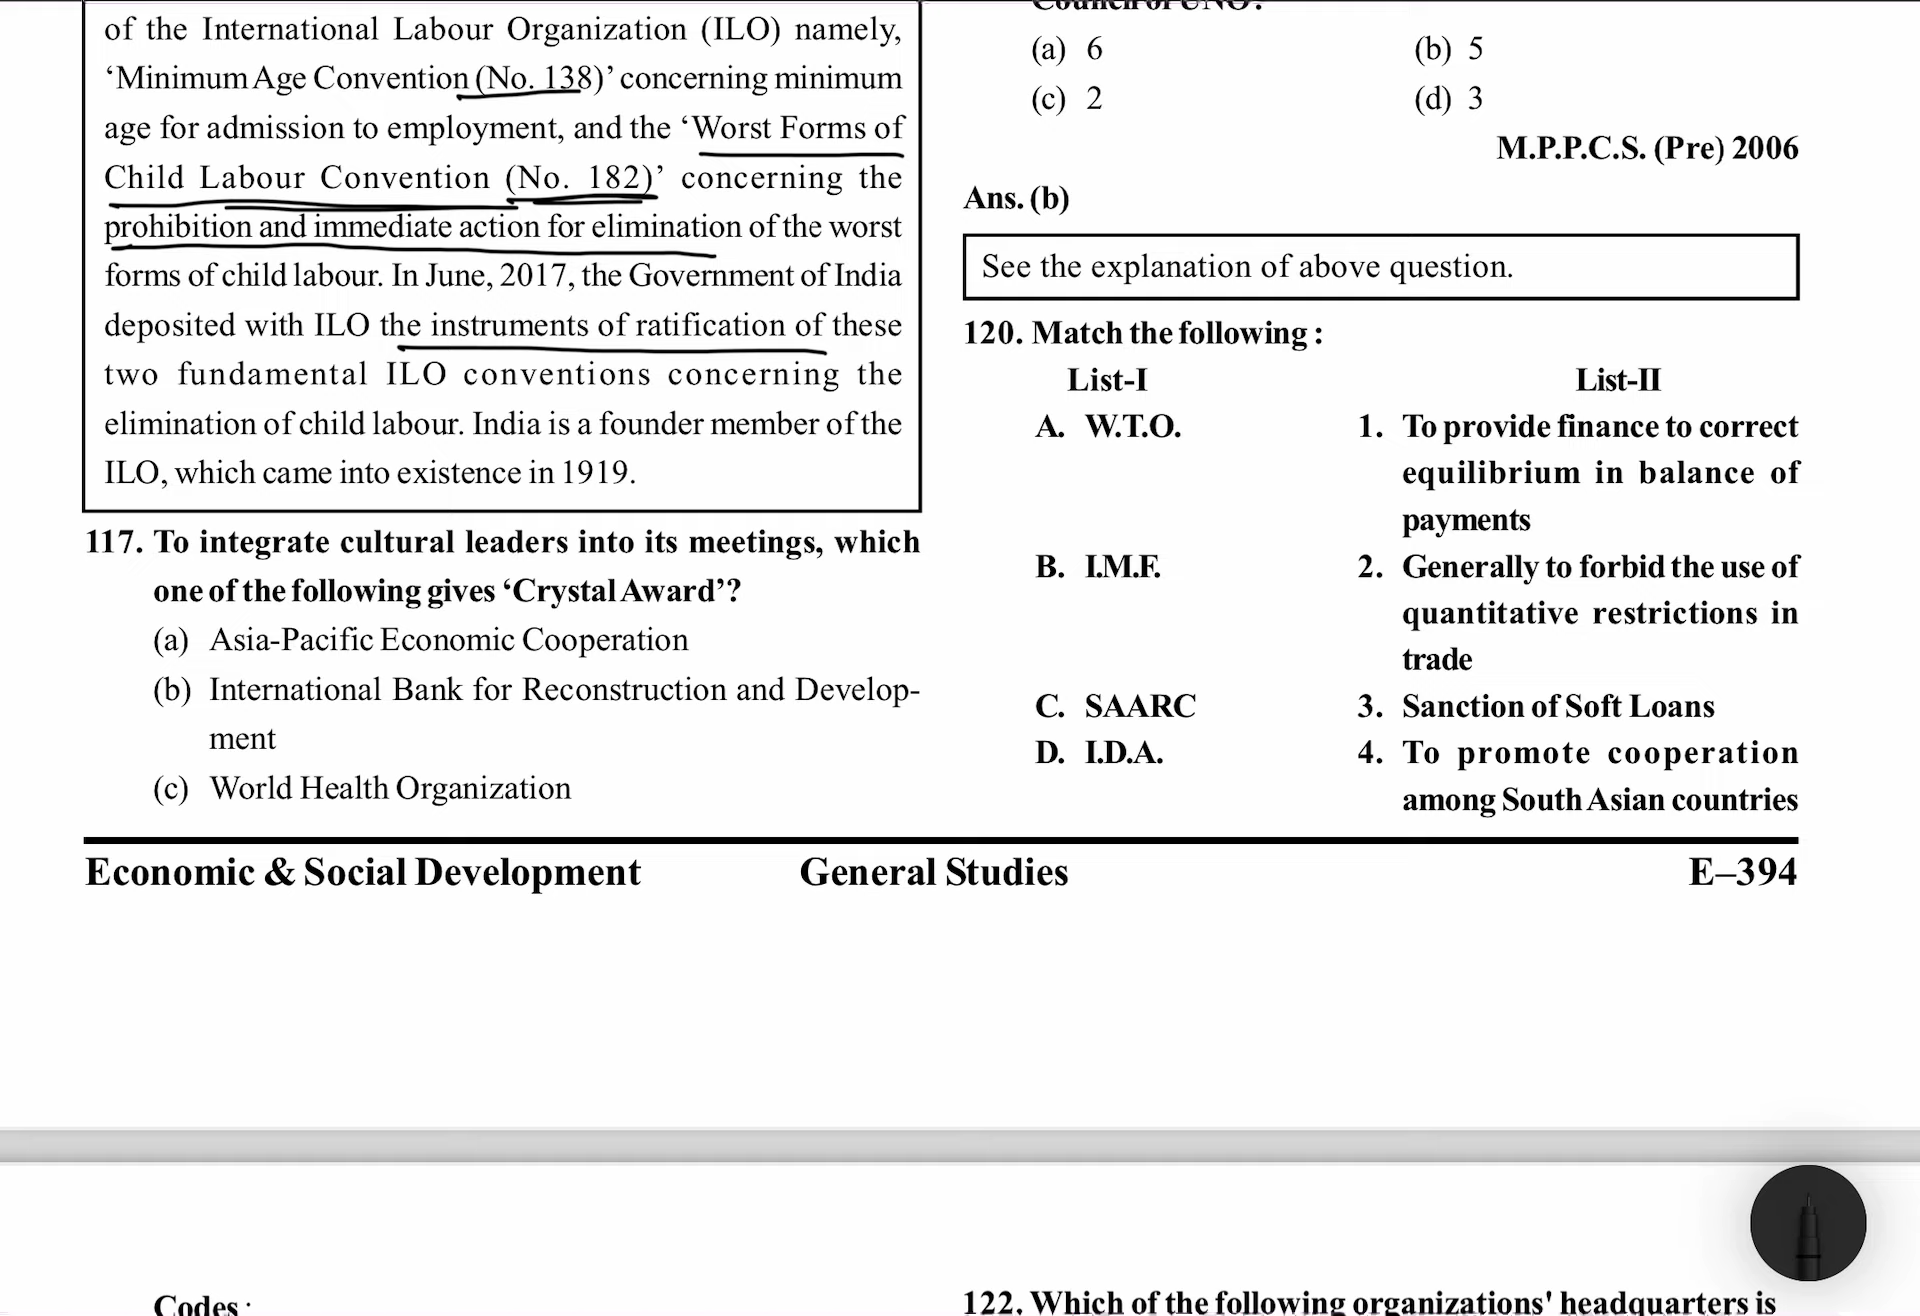 of the International Labour Organization (ILO) namely,
‘Minimum Age Convention (No. 138)’ concerning minimum
age for admission to employment, and the ‘Worst Forms of
Child Labour Convention (No. 182)’ concerning the
prohibition and immediate action for elimination of the worst
forms of child labour. In June, 2017, the Government of India
deposited with ILO the instruments of ratification of these
two fundamental ILO conventions concerning the
elimination of child labour. India is a founder member of the
ILO, which came into existence in 1919.
117. To integrate cultural leaders into its meetings, which
one of the following gives ‘Crystal Award’?
(a) Asia-Pacific Economic Cooperation
(b) International Bank for Reconstruction and Develop-
ment
(c) World Health Organization
Council of UNO?
(a) 6 (b) 5
(c) 2 (d) 3
M.P.P.C.S. (Pre) 2006
Ans. (b)
See the explanation of above question.
120. Match the following :
List-I List-II
A. W.T.O. 1. To provide finance to correct
equilibrium in balance of
payments
B. I.M.F. 2. Generally to forbid the use of
quantitative restrictions in
trade
C. SAARC 3. Sanction of Soft Loans
D. I.D.A. 4. To promote cooperation
among South Asian countries
Economic & Social Development General Studies E–394
Codes :
122. Which of the following organizations' headquarters is